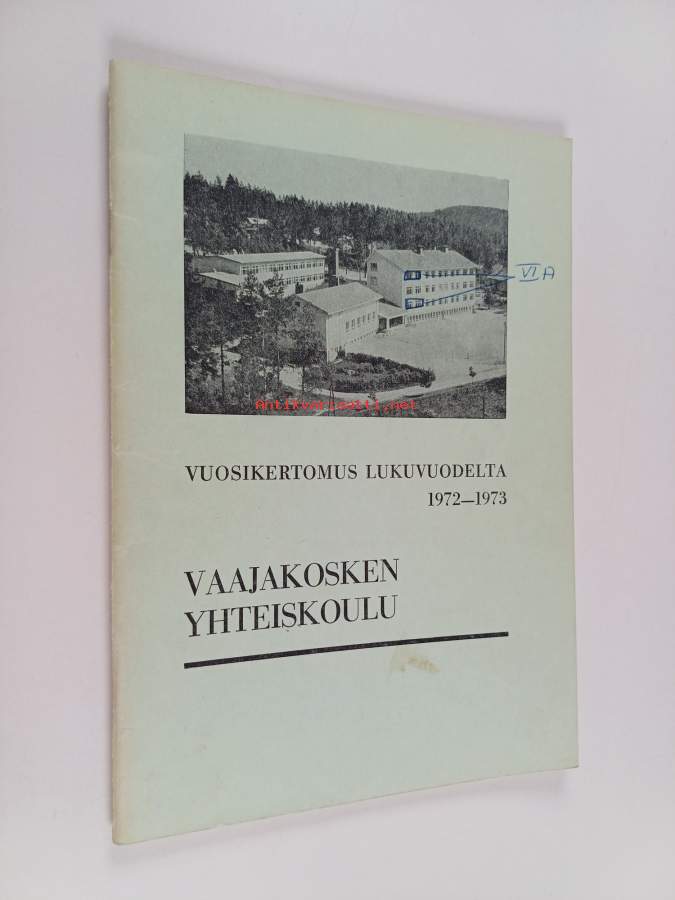 VI A
Antikvariaatti.net
VUOSIKERTOMUS LUKUVUODELTA
1972—1973
VAAJAKOSKEN
YHTEISKOULU